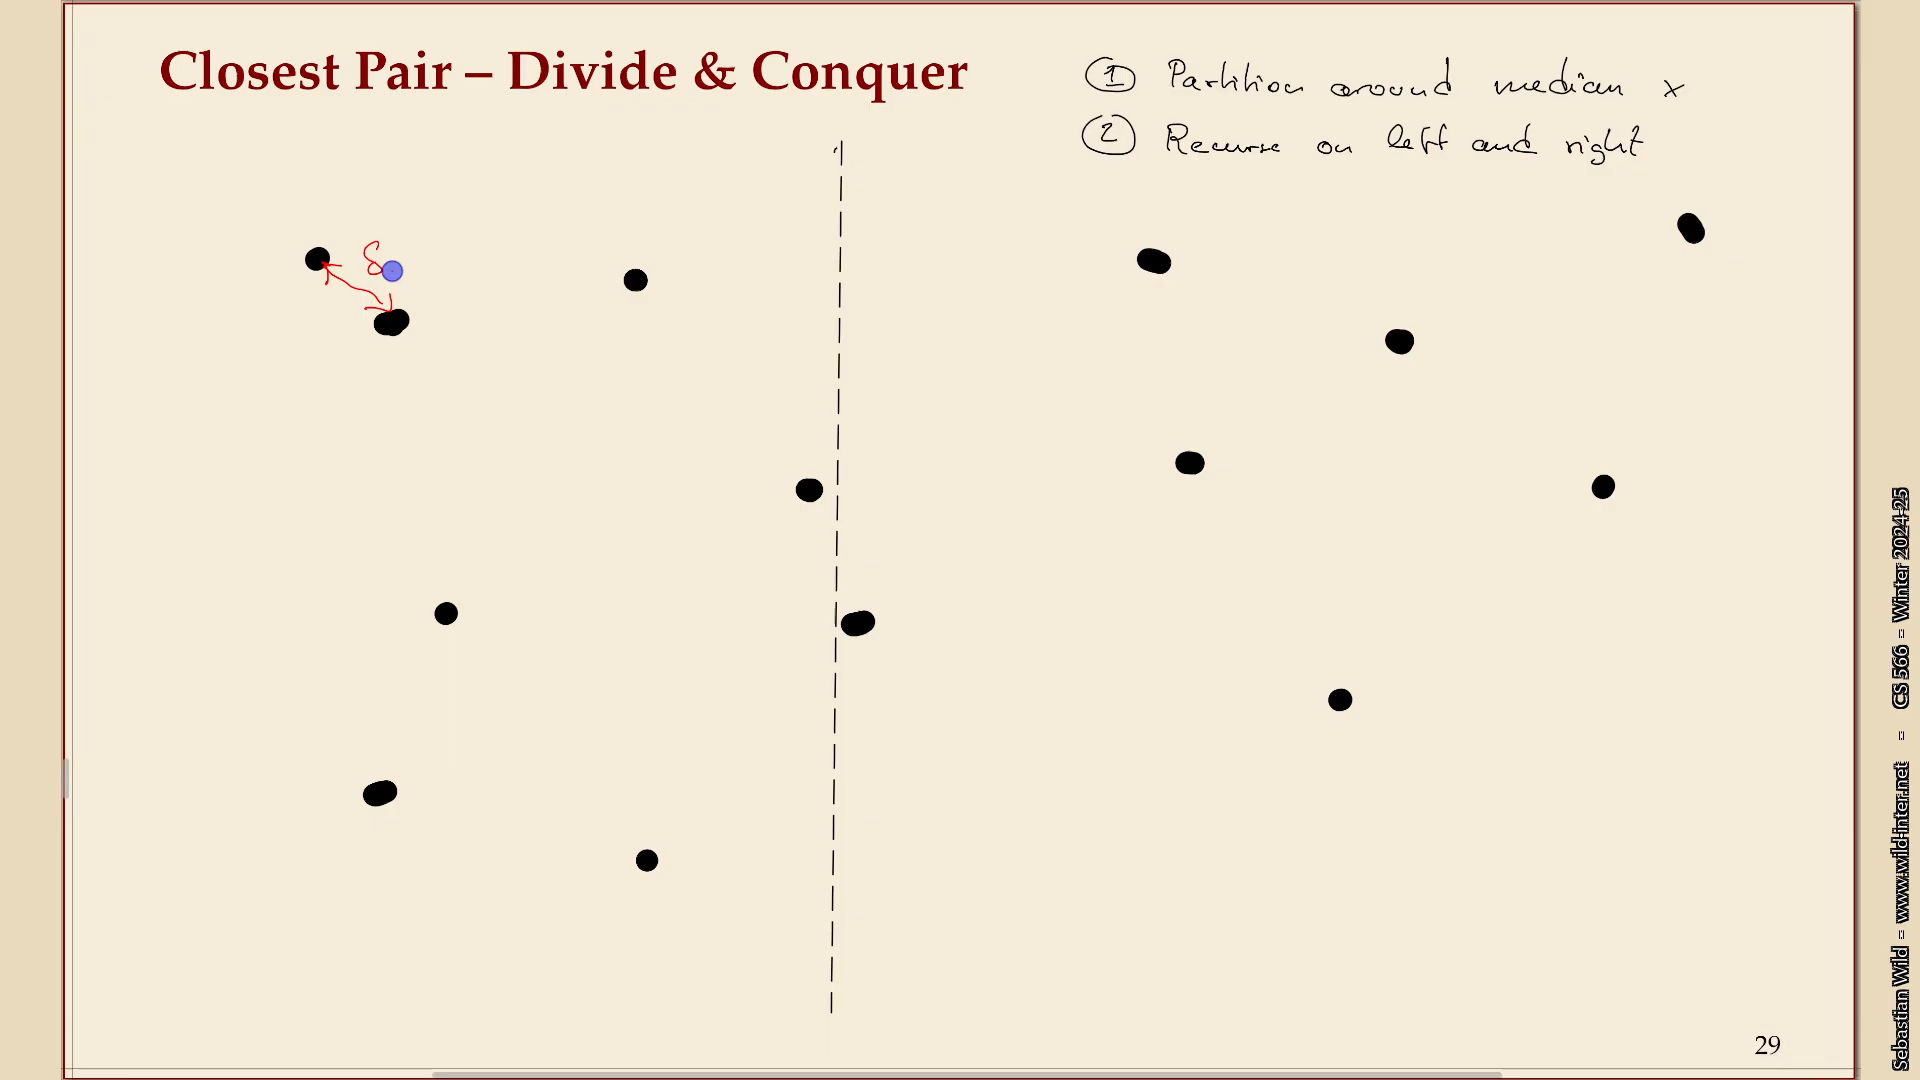 Closest Pair – Divide & Conquer
① Partition around median x
② Recurse on left and right
δ
29
Sebastian Wild – www.wild-inter.net – CS 566 – Winter 2024-25